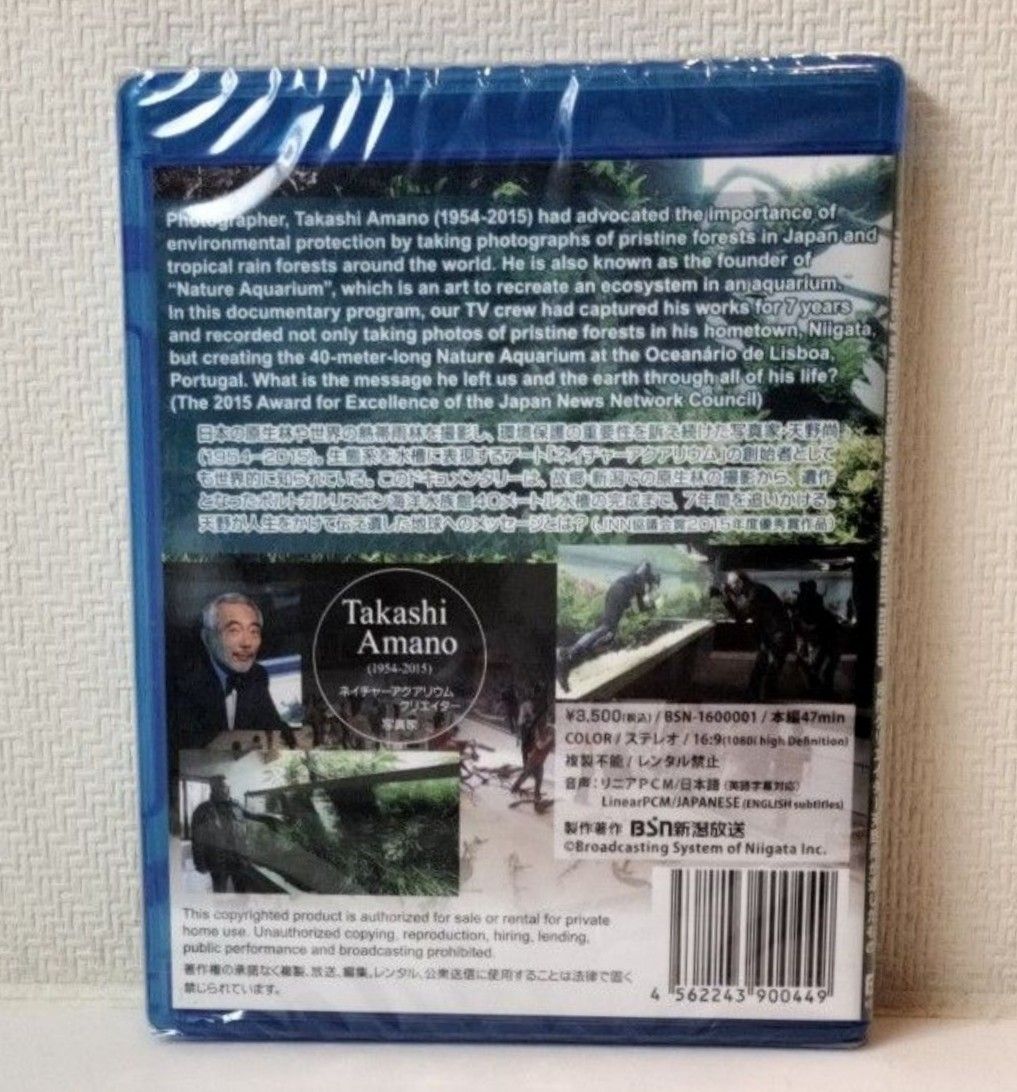 Photographer, Takashi Amano (1954-2015) had advocated the importance of
environmental protection by taking photographs of pristine forests in Japan and
tropical rain forests around the world. He is also known as the founder of
“Nature Aquarium”, which is an art to recreate an ecosystem in an aquarium.
In this documentary program, our TV crew had captured his works for 7 years
and recorded not only taking photos of pristine forests in his hometown, Niigata,
but creating the 40-meter-long Nature Aquarium at the Oceanário de Lisboa,
Portugal. What is the message he left us and the earth through all of his life?
(The 2015 Award for Excellence of the Japan News Network Council)
日本の原生林や世界の熱帯雨林を撮影し、環境保護の重要性を訴え続けた写真家・天野尚
(1954-2015)。生態系を水槽に表現するアート「ネイチャーアクアリウム」の創始者として
も世界的に知られている。このドキュメンタリーは、故郷・新潟での原生林の撮影から、遺作
となったポルトガル・リスボン海洋水族館40メートル水槽の完成まで、7年間を追いかける。
天野が人生をかけて伝え遺した地球へのメッセージとは?(JNN協議会賞2015年度優秀賞作品)
Takashi
Amano
(1954-2015)
ネイチャーアクアリウム
クリエイター
写真家
¥3,500(税込) / BSN-1600001 / 本編47min
COLOR / ステレオ / 16:9(1080i high Definition)
複製不能 / レンタル禁止
音声:リニアPCM/日本語(英語字幕対応)
LinearPCM/JAPANESE (ENGLISH subtitles)
製作著作 BSN新潟放送
©Broadcasting System of Niigata Inc.
This copyrighted product is authorized for sale or rental for private
home use. Unauthorized copying, reproduction, hiring, lending,
public performance and broadcasting prohibited.
著作権の承諾なく複製、放送、編集、レンタル、公衆送信に使用することは法律で固く
禁じられています。
4 562243 900449